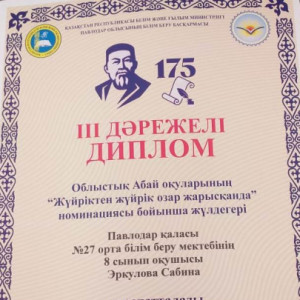 ҚАЗАҚСТАН РЕСПУБЛИКАСЫ БІЛІМ ЖӘНЕ ҒЫЛЫМ МИНИСТРЛІГІ
ПАВЛОДАР ОБЛЫСЫНЫҢ БІЛІМ БЕРУ БАСҚАРМАСЫ
175
ІІІ ДӘРЕЖЕЛІ
ДИПЛОМ
Облыстық Абай оқуларының
“Жүйріктен жүйрік озар жарысқанда”
номинациясы бойынша жүлдегері
Павлодар қаласы
№27 орта білім беру мектебінің
8 сынып оқушысы
Эркулова Сабина